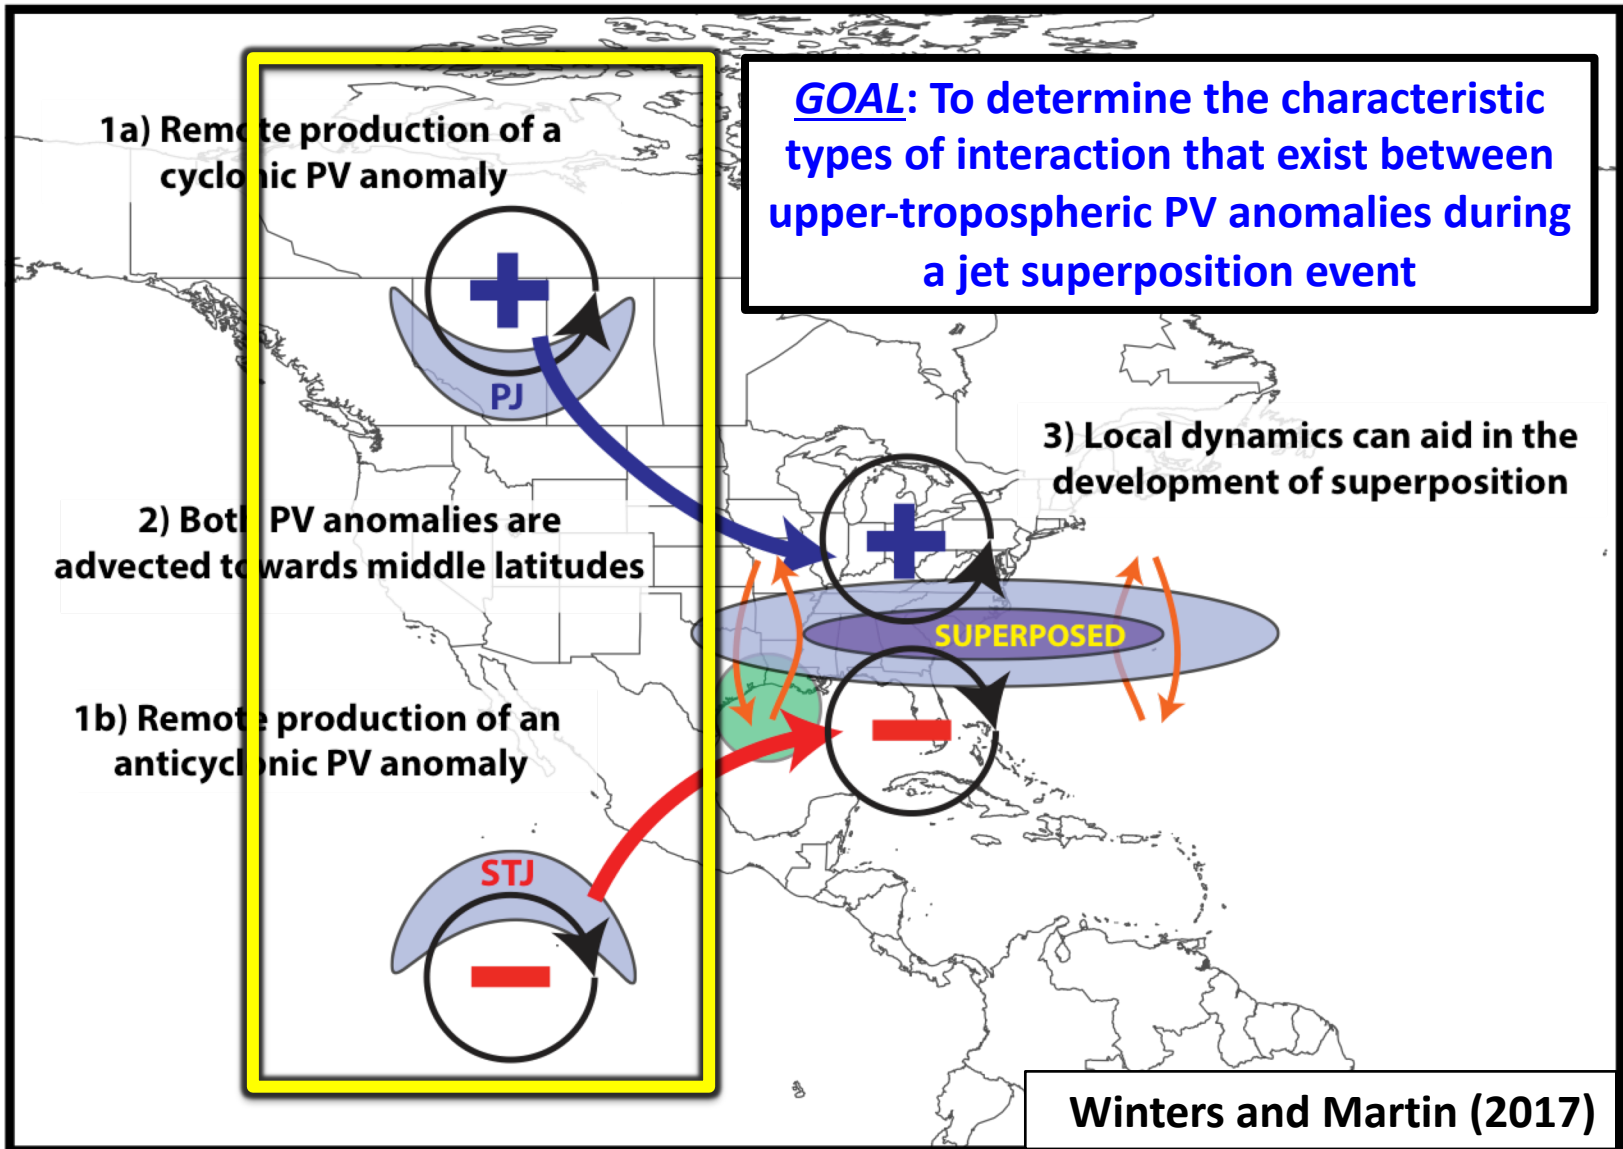 GOAL: To determine the characteristic
types of interaction that exist between
upper-tropospheric PV anomalies during
a jet superposition event
1a) Remote production of a
cyclonic PV anomaly
PJ
3) Local dynamics can aid in the
development of superposition
2) Both PV anomalies are
advected towards middle latitudes
SUPERPOSED
1b) Remote production of an
anticyclonic PV anomaly
STJ
Winters and Martin (2017)